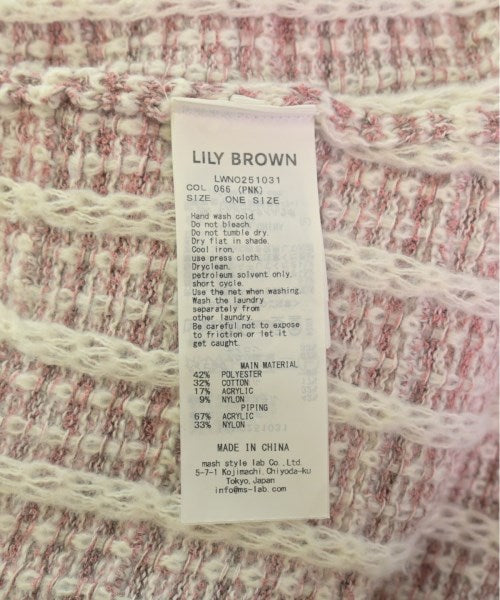 LILY BROWN
LWNO251031
COL 066 (PNK)
SIZE ONE SIZE
Hand wash cold.
Do not bleach.
Do not tumble dry.
Dry flat in shade.
Cool iron,
use press cloth.
Dryclean,
petroleum solvent only.
short cycle.
Use the net when washing.
Wash the laundry
separately from
other laundry.
Be careful not to expose
to friction or let it
get caught.
MAIN MATERIAL
42% POLYESTER
32% COTTON
17% ACRYLIC
9% NYLON
PIPING
67% ACRYLIC
33% NYLON
MADE IN CHINA
mash style lab Co.,Ltd.
5-7-1 Kojimachi, Chiyoda-ku
Tokyo, Japan
info@ms-lab.com